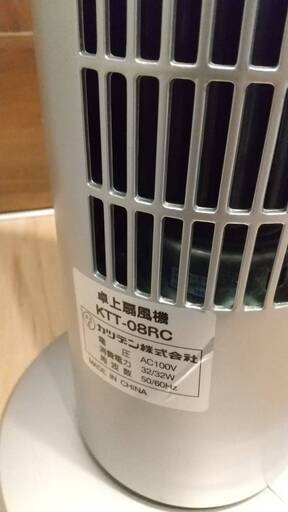 卓上扇風機
KTT-08RC
カツデン株式会社
電圧 AC100V
消費電力 32/32W
周波数 50/60Hz
MADE IN CHINA